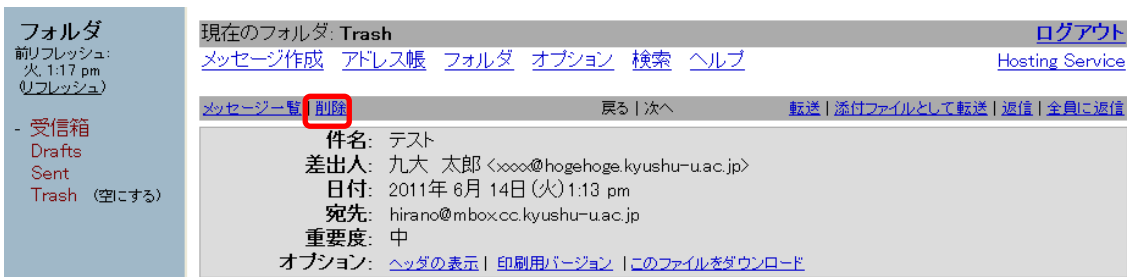 フォルダ
前リフレッシュ:
火, 1:17 pm
(リフレッシュ)
- 受信箱
Drafts
Sent
Trash (空にする)
現在のフォルダ: Trash ログアウト
メッセージ作成 アドレス帳 フォルダ オプション 検索 ヘルプ Hosting Service
メッセージ一覧 | 削除 戻る | 次へ 転送 | 添付ファイルとして転送 | 返信 | 全員に返信
件名: テスト
差出人: 九大 太郎 <xxxx@hogehoge.kyushu-u.ac.jp>
日付: 2011年 6月 14日(火) 1:13 pm
宛先: hirano@mbox.cc.kyushu-u.ac.jp
重要度: 中
オプション: ヘッダの表示 | 印刷用バージョン | このファイルをダウンロード